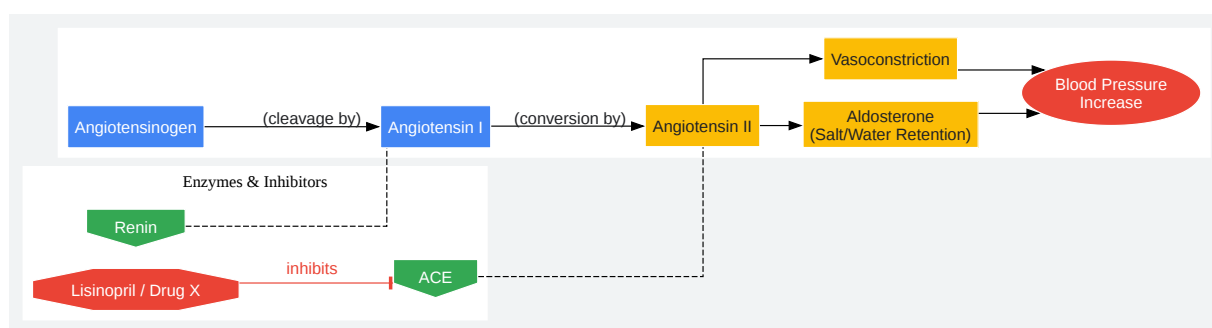 Vasoconstriction
Blood Pressure
Increase
Angiotensinogen
(cleavage by)
Angiotensin I
(conversion by)
Angiotensin II
Aldosterone
(Salt/Water Retention)
Enzymes & Inhibitors
Renin
Lisinopril / Drug X
inhibits
ACE